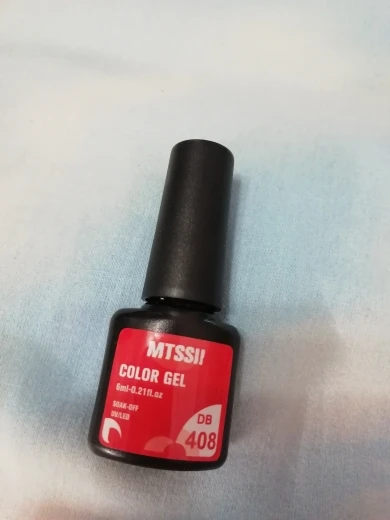 MTSSII
COLOR GEL
6ml-0.21fl.oz
SOAK-OFF
UV/LED
DB
408